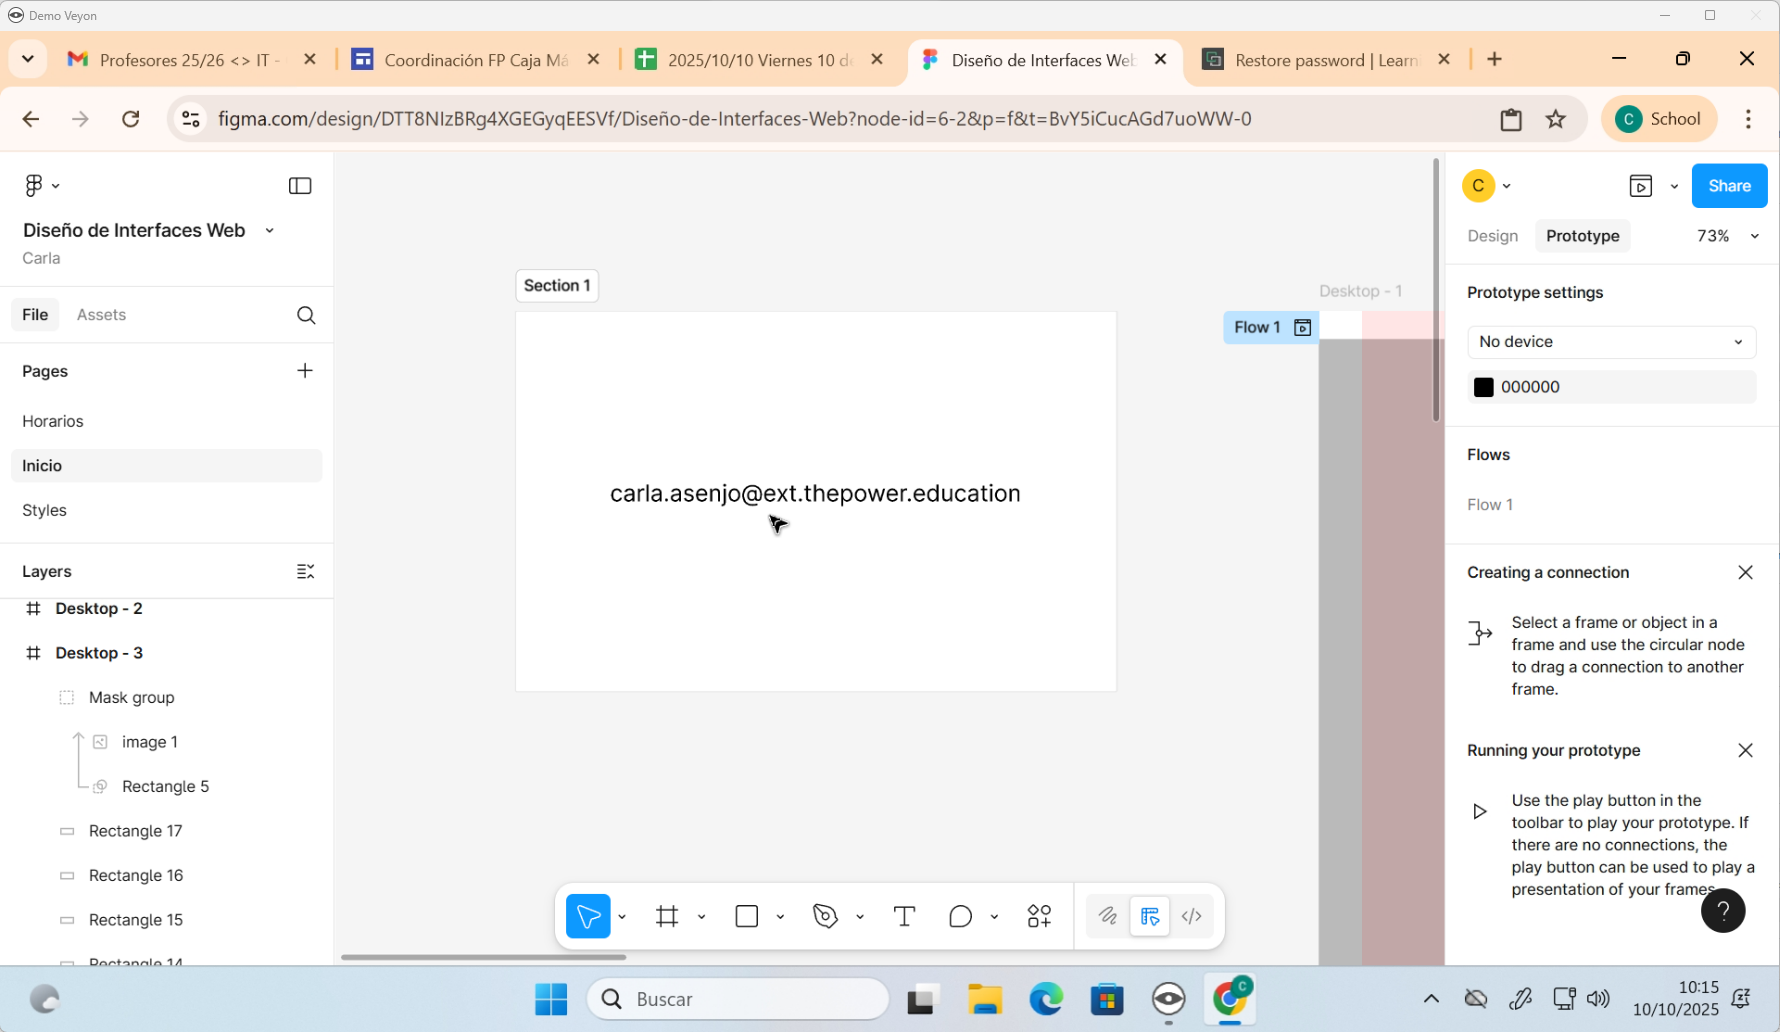 Demo Veyon
Profesores 25/26 <> IT -
Coordinación FP Caja Má
2025/10/10 Viernes 10 d
Diseño de Interfaces Web
Restore password | Learn
figma.com/design/DTT8NIzBRg4XGEGyqEESVf/Diseño-de-Interfaces-Web?node-id=6-2&p=f&t=BvY5iCucAGd7uoWW-0
C School
Diseño de Interfaces Web
Carla
File
Assets
Pages
Horarios
Inicio
Styles
Layers
Desktop - 2
Desktop - 3
Mask group
image 1
Rectangle 5
Rectangle 17
Rectangle 16
Rectangle 15
Rectangle 14
Section 1
carla.asenjo@ext.thepower.education
Desktop - 1
Flow 1
C
Share
Design
Prototype
73%
Prototype settings
No device
000000
Flows
Flow 1
Creating a connection
Select a frame or object in a
frame and use the circular node
to drag a connection to another
frame.
Running your prototype
Use the play button in the
toolbar to play your prototype. If
there are no connections, the
play button can be used to play a
presentation of your frames.
?
Buscar
C
10:15
10/10/2025